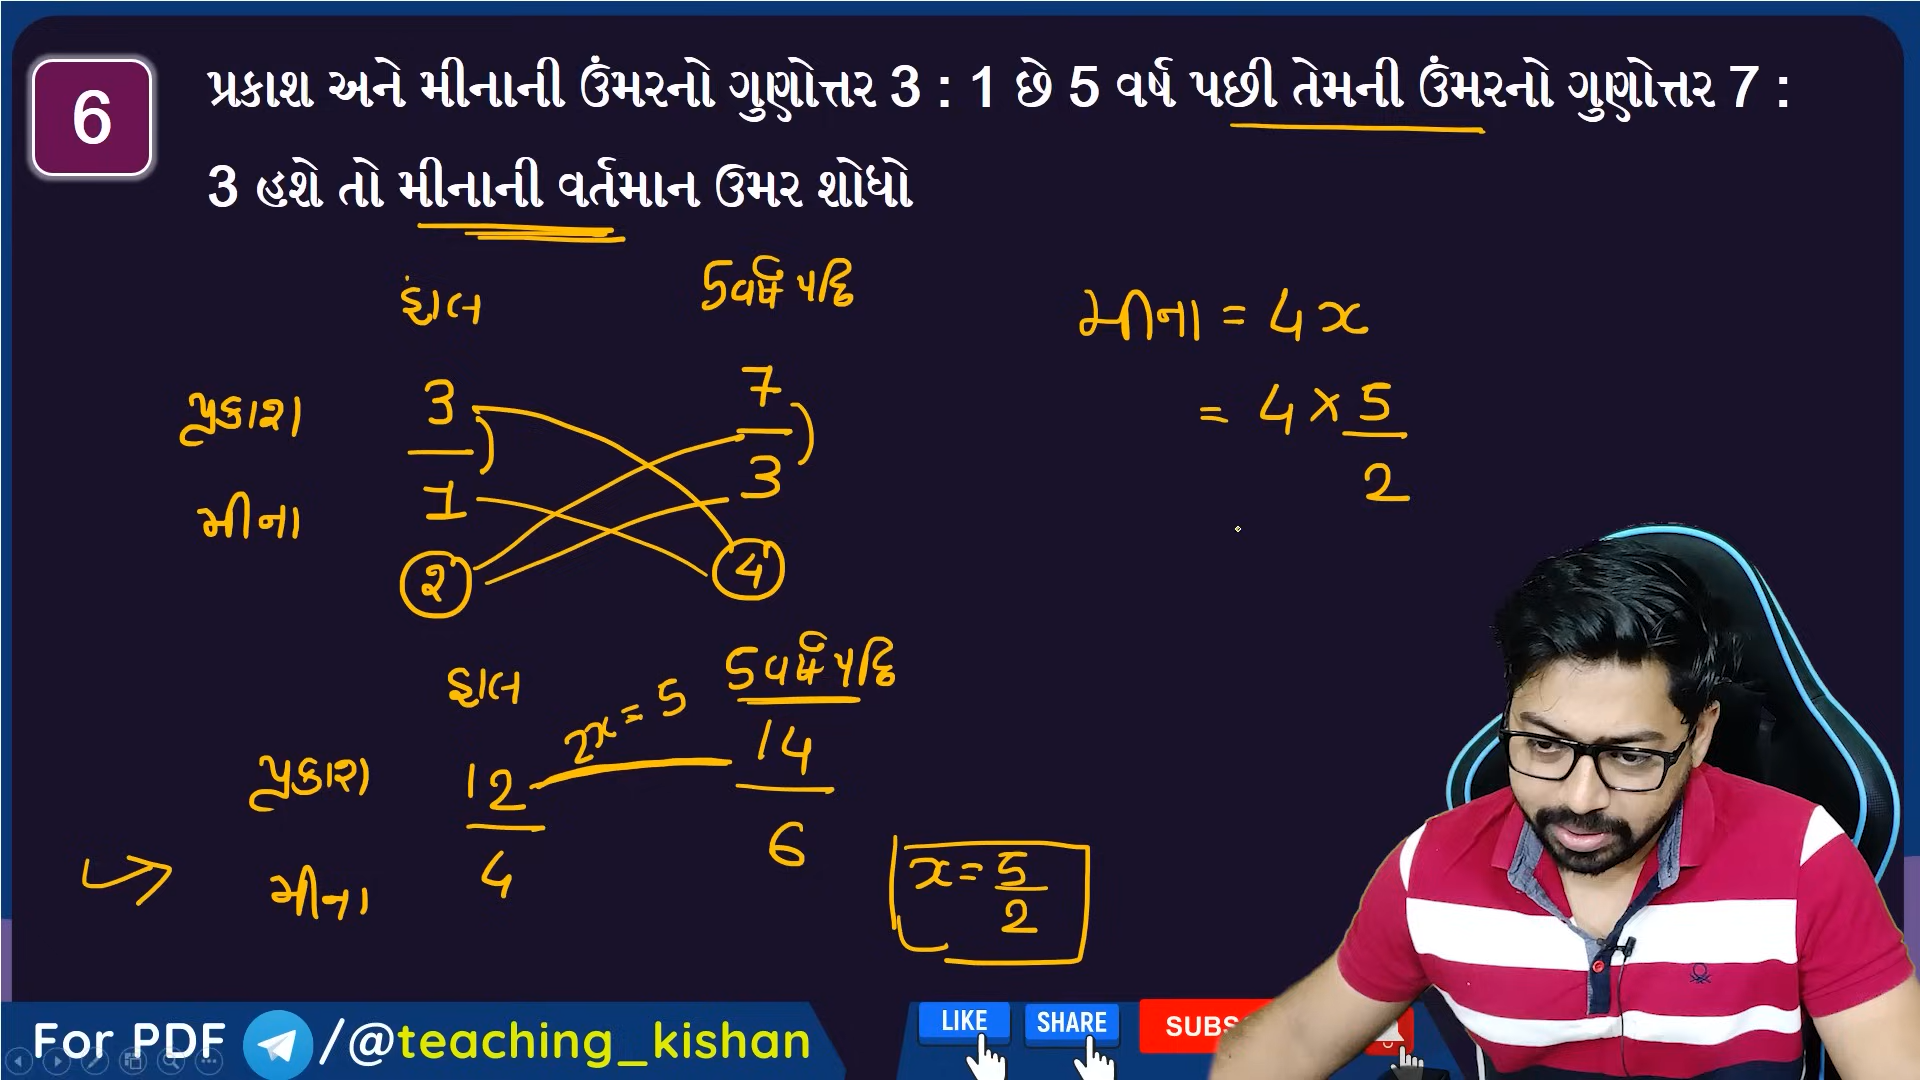 6
પ્રકાશ અને મીનાની ઉંમરનો ગુણોત્તર 3 : 1 છે 5 વર્ષ પછી તેમની ઉંમરનો ગુણોત્તર 7 :
3 હશે તો મીનાની વર્તમાન ઉમર શોધો
હાલ 5 વર્ષ પછિ
પ્રકાશ 3 7
મીના 1 3
2 4
મીના = 4x
= 4 × 5
2
હાલ 5 વર્ષ પછિ
2x = 5
પ્રકાશ 12 14
મીના 4 6
x = 5
2
For PDF /@teaching_kishan
LIKE SHARE SUBS